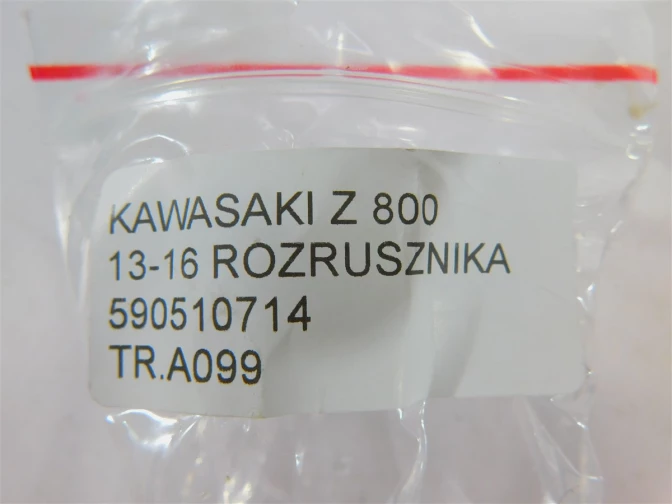 KAWASAKI Z 800
13-16 ROZRUSZNIKA
590510714
TR.A099